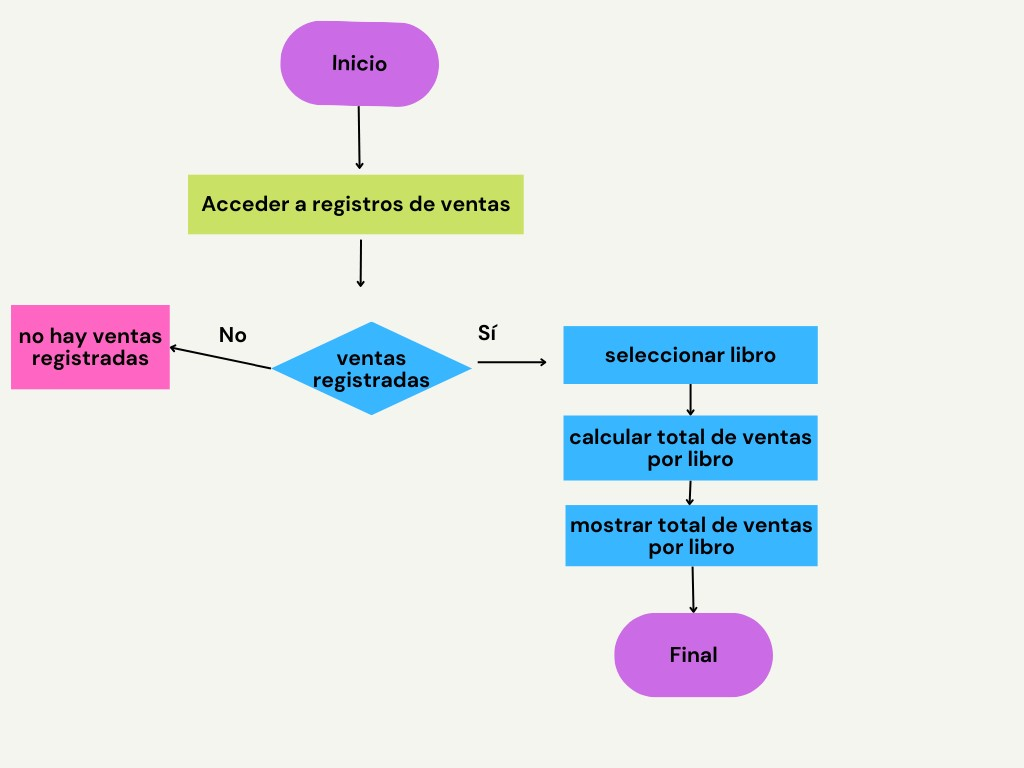 Inicio
Acceder a registros de ventas
no hay ventas
registradas
No
ventas
registradas
Sí
seleccionar libro
calcular total de ventas
por libro
mostrar total de ventas
por libro
Final